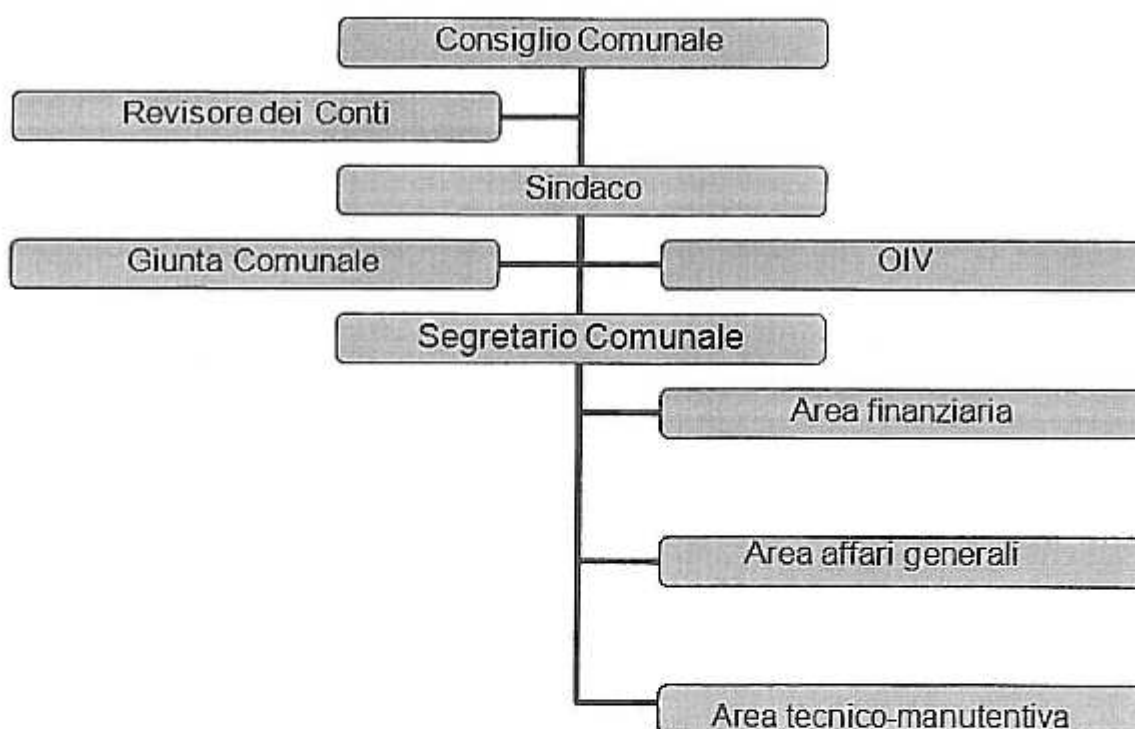 Consiglio Comunale
Revisore dei Conti
Sindaco
Giunta Comunale
OIV
Segretario Comunale
Area finanziaria
Area affari generali
Area tecnico-manutentiva